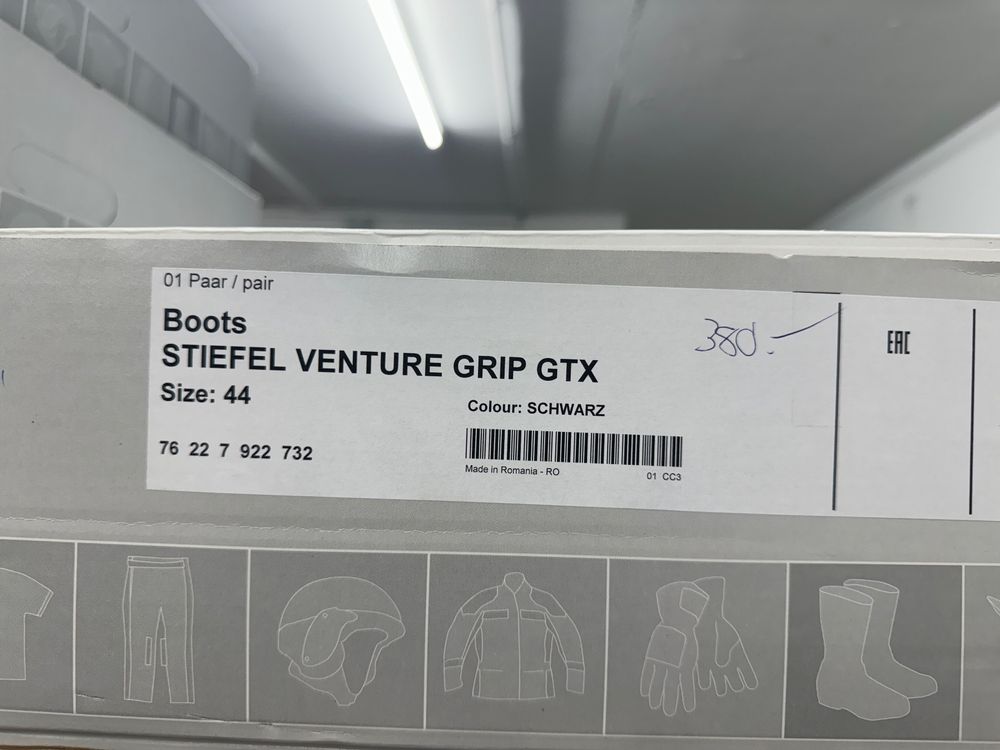 01 Paar / pair
Boots
STIEFEL VENTURE GRIP GTX
Size: 44
Colour: SCHWARZ
76 22 7 922 732
Made in Romania - RO
01 CC3
380.-
EAC